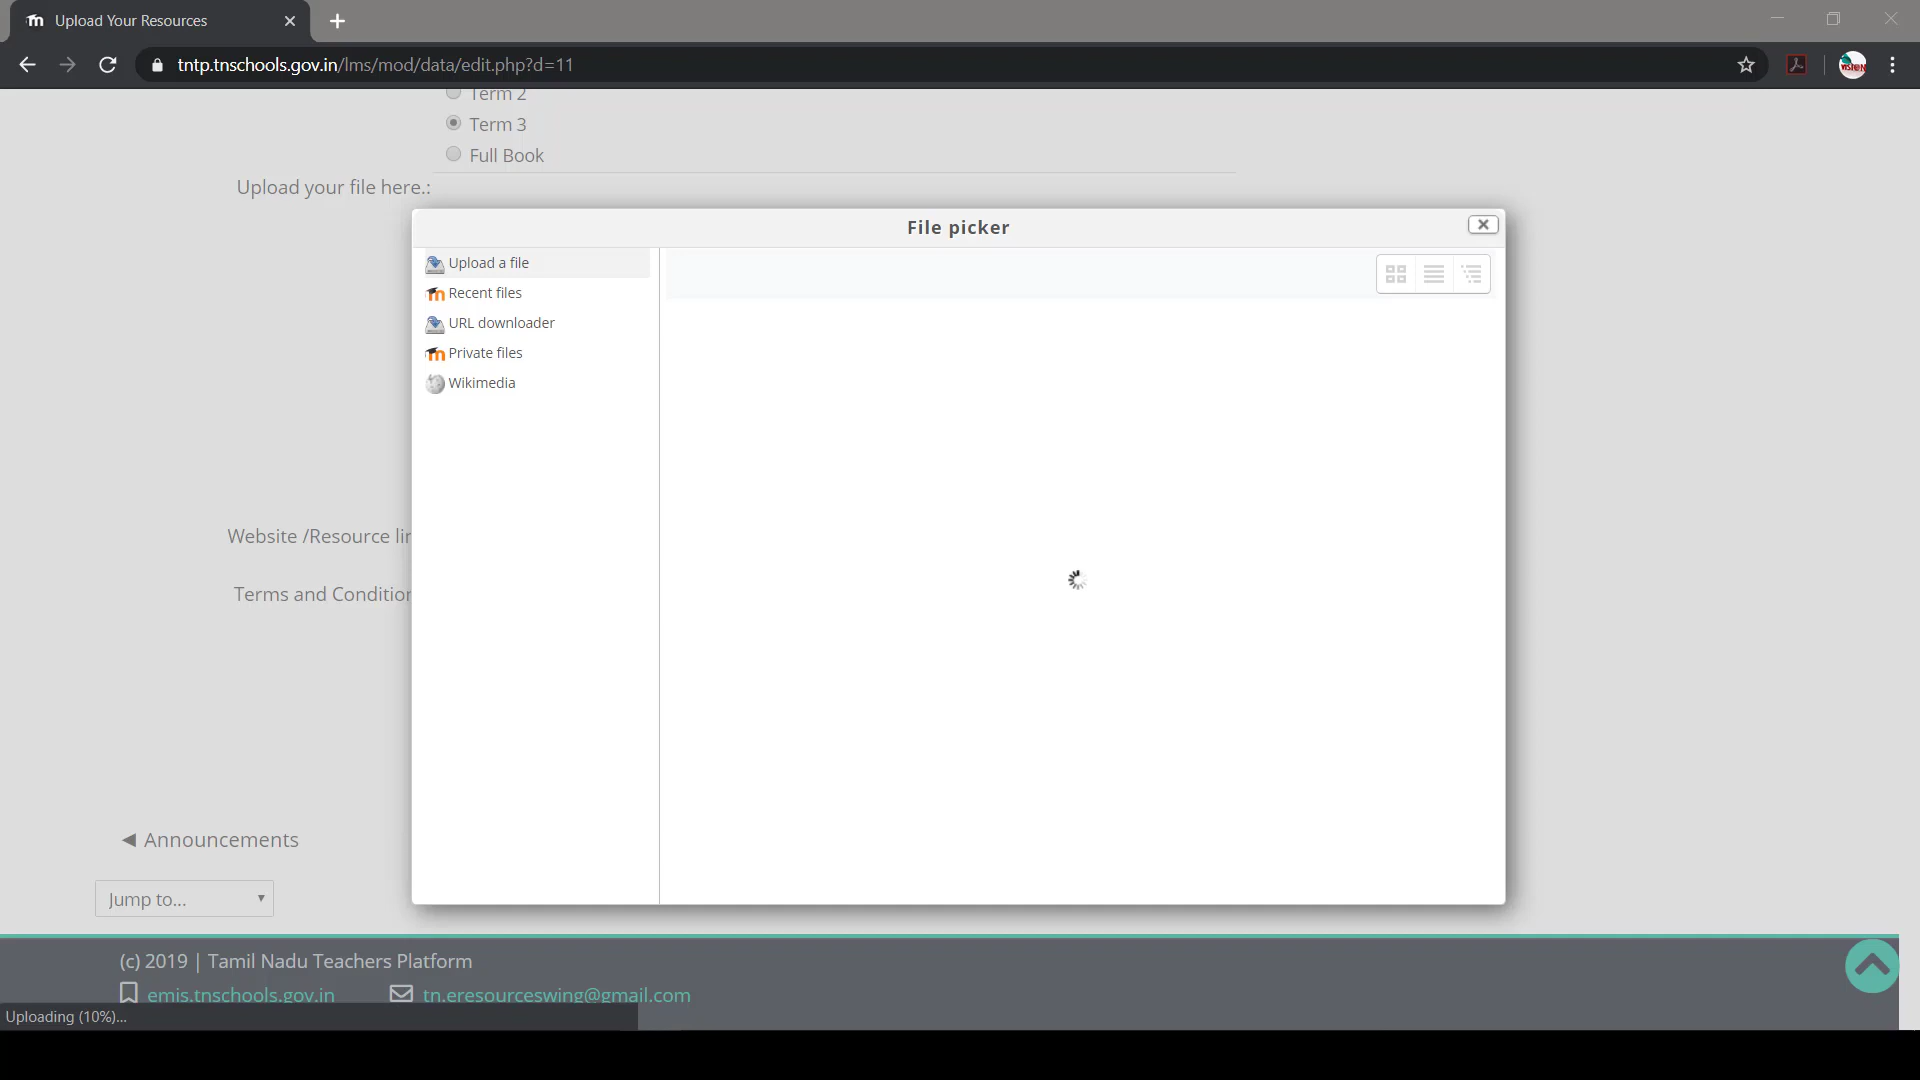 Upload Your Resources
tntp.tnschools.gov.in/lms/mod/data/edit.php?d=11
Term 2
Term 3
Full Book
Upload your file here.:
File picker
Upload a file
Recent files
URL downloader
Private files
Wikimedia
Website /Resource lin
Terms and Condition
◄ Announcements
Jump to...
(c) 2019 | Tamil Nadu Teachers Platform
emis.tnschools.gov.in tn.eresourceswing@gmail.com
Uploading (10%)...